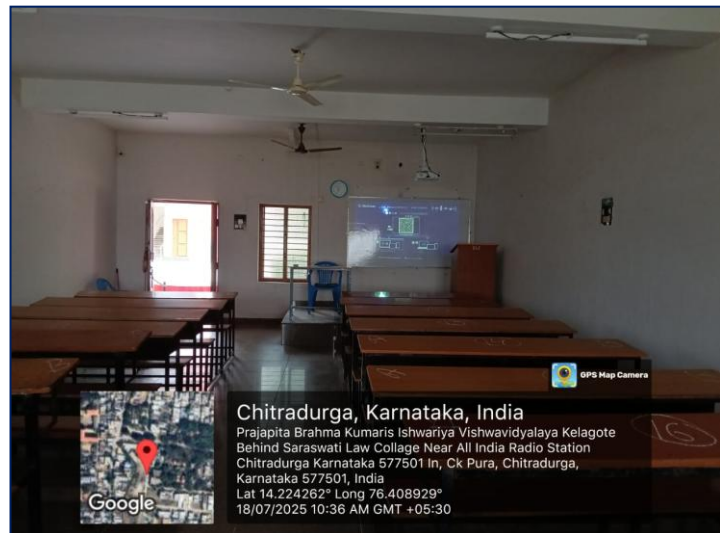 GPS Map Camera
Chitradurga, Karnataka, India
Prajapita Brahma Kumaris Ishwariya Vishwavidyalaya Kelagote
Behind Saraswati Law Collage Near All India Radio Station
Chitradurga Karnataka 577501 In, Ck Pura, Chitradurga,
Karnataka 577501, India
Lat 14.224262° Long 76.408929°
18/07/2025 10:36 AM GMT +05:30
Google
16